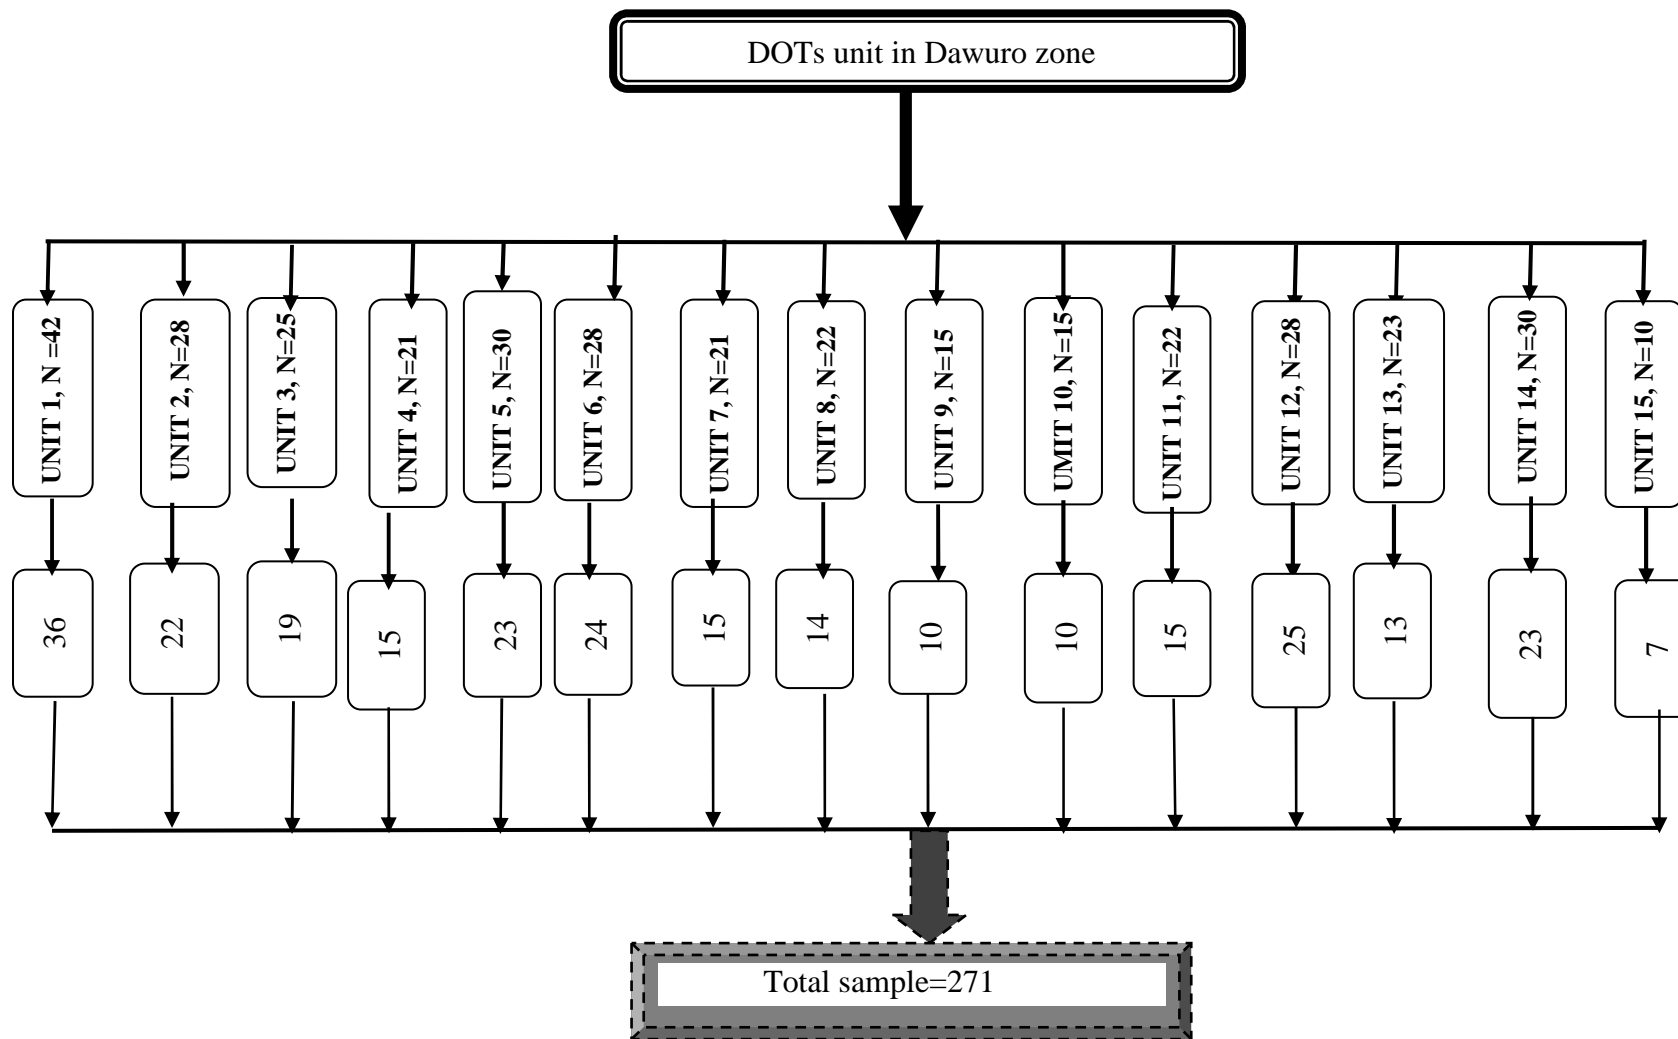 DOTs unit in Dawuro zone
UNIT 1, N =42
UNIT 2, N=28
UNIT 3, N=25
UNIT 4, N=21
UNIT 5, N=30
UNIT 6, N=28
UNIT 7, N=21
UNIT 8, N=22
UNIT 9, N=15
UMIT 10, N=15
UNIT 11, N=22
UNIT 12, N=28
UNIT 13, N=23
UNIT 14, N=30
UNIT 15, N=10
36
22
19
15
23
24
15
14
10
10
15
25
13
23
7
Total sample=271